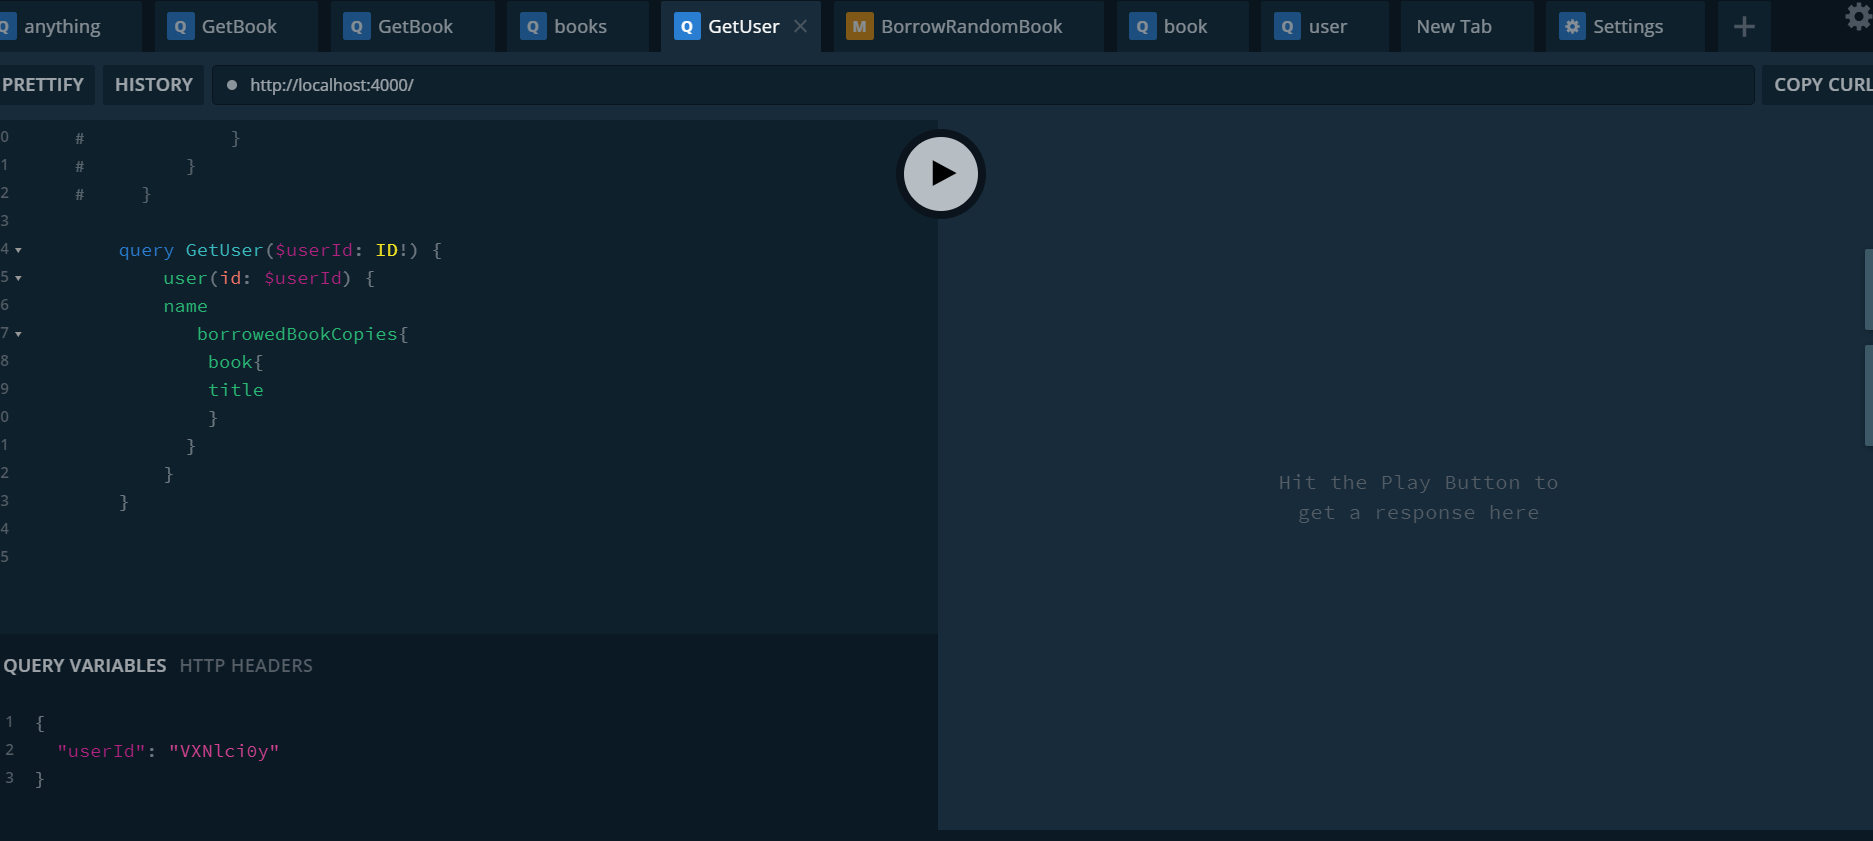 Q anything Q GetBook Q GetBook Q books Q GetUser × M BorrowRandomBook Q book Q user New Tab Settings +
PRETTIFY HISTORY http://localhost:4000/ COPY CURL
0 # }
1 # }
2 # }
3
4 query GetUser($userId: ID!) {
5 user(id: $userId) {
6 name
7 borrowedBookCopies{
8 book{
9 title
0 }
1 }
2 }
3 }
4
5
Hit the Play Button to
get a response here
QUERY VARIABLES HTTP HEADERS
1 {
2 "userId": "VXNlci0y"
3 }